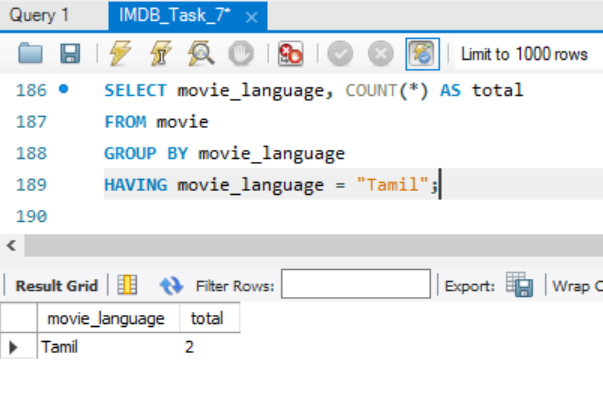 Query 1
IMDB_Task_7*
Limit to 1000 rows
186 SELECT movie_language, COUNT(*) AS total
187 FROM movie
188 GROUP BY movie_language
189 HAVING movie_language = "Tamil";
190
Result Grid
Filter Rows:
Export:
Wrap C
movie_language total
Tamil 2